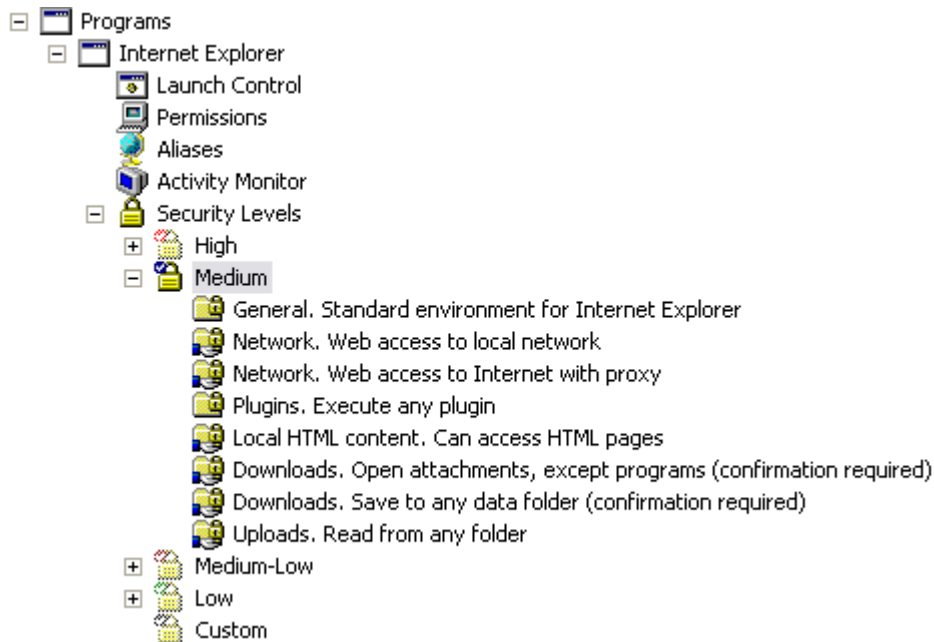 Programs
Internet Explorer
Launch Control
Permissions
Aliases
Activity Monitor
Security Levels
High
Medium
General. Standard environment for Internet Explorer
Network. Web access to local network
Network. Web access to Internet with proxy
Plugins. Execute any plugin
Local HTML content. Can access HTML pages
Downloads. Open attachments, except programs (confirmation required)
Downloads. Save to any data folder (confirmation required)
Uploads. Read from any folder
Medium-Low
Low
Custom